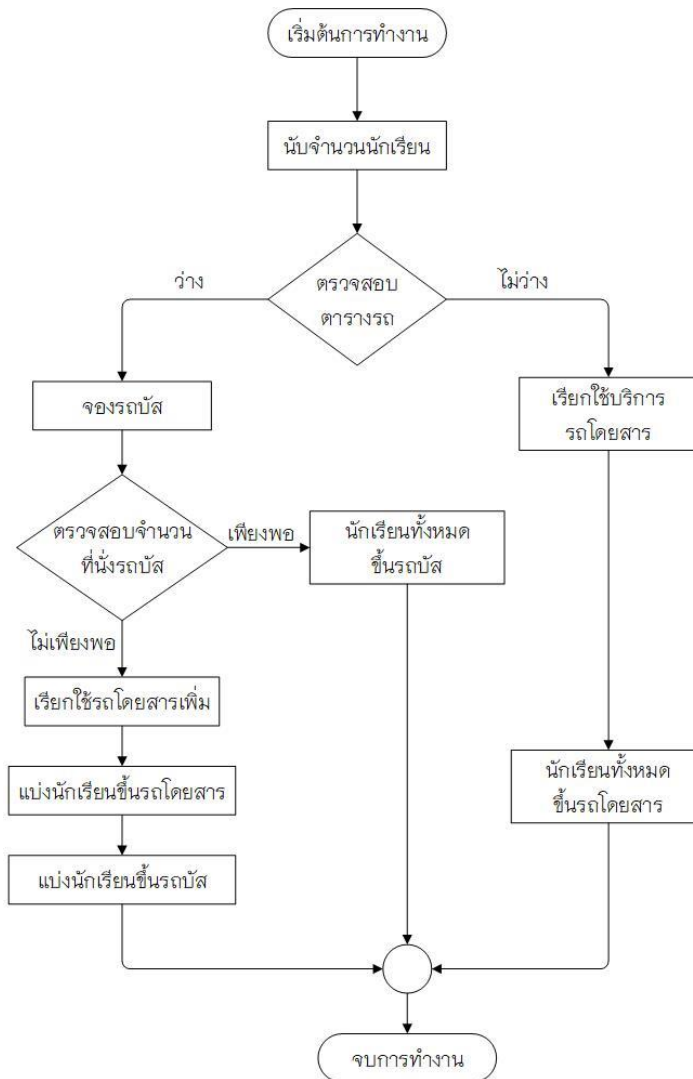 เริ่มต้นการทำงาน
นับจำนวนนักเรียน
ตรวจสอบ
ตารางรถ
ว่าง
ไม่ว่าง
จองรถบัส
เรียกใช้บริการ
รถโดยสาร
ตรวจสอบจำนวน
ที่นั่งรถบัส
เพียงพอ
นักเรียนทั้งหมด
ขึ้นรถบัส
ไม่เพียงพอ
เรียกใช้รถโดยสารเพิ่ม
แบ่งนักเรียนขึ้นรถโดยสาร
แบ่งนักเรียนขึ้นรถบัส
นักเรียนทั้งหมด
ขึ้นรถโดยสาร
จบการทำงาน